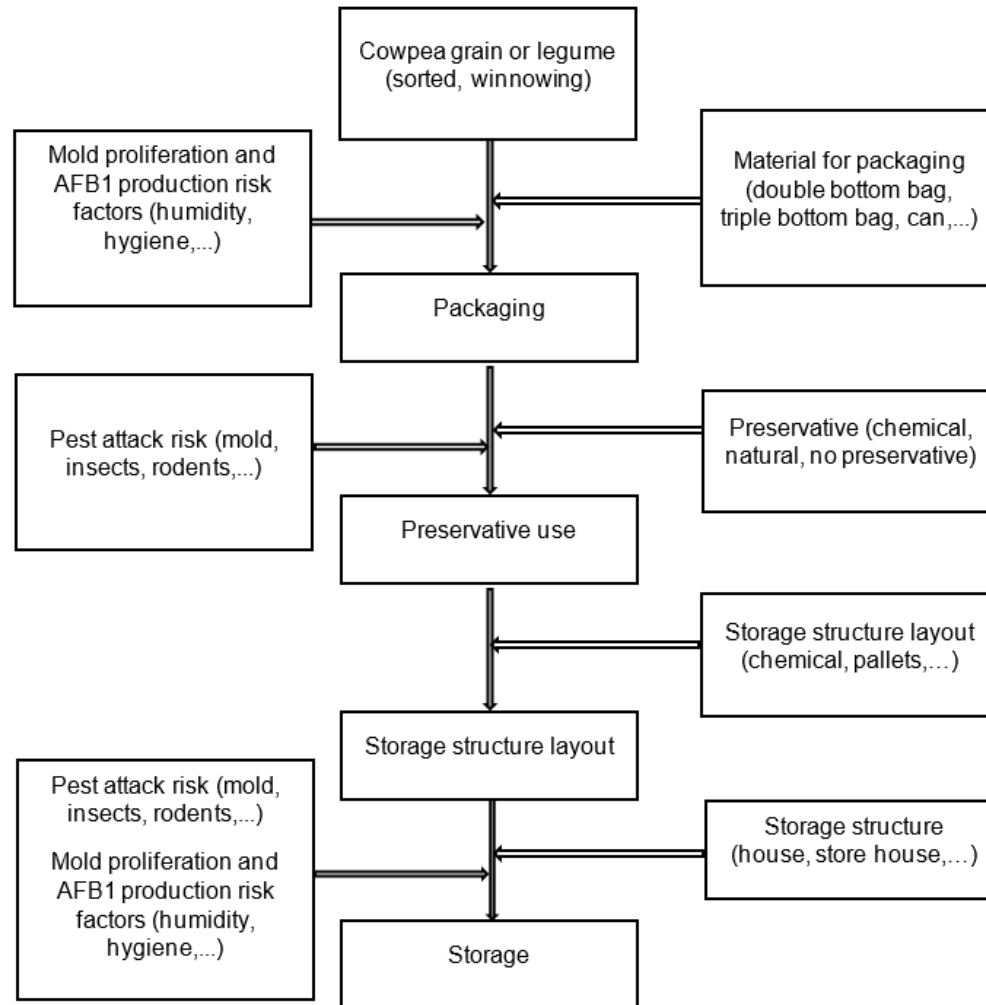 Cowpea grain or legume
(sorted, winnowing)
Mold proliferation and
AFB1 production risk
factors (humidity,
hygiene,...)
Material for packaging
(double bottom bag,
triple bottom bag, can,...)
Packaging
Pest attack risk (mold,
insects, rodents,...)
Preservative (chemical,
natural, no preservative)
Preservative use
Storage structure layout
(chemical, pallets,...)
Storage structure layout
Pest attack risk (mold,
insects, rodents,...)
Mold proliferation and
AFB1 production risk
factors (humidity,
hygiene,...)
Storage structure
(house, store house,...)
Storage